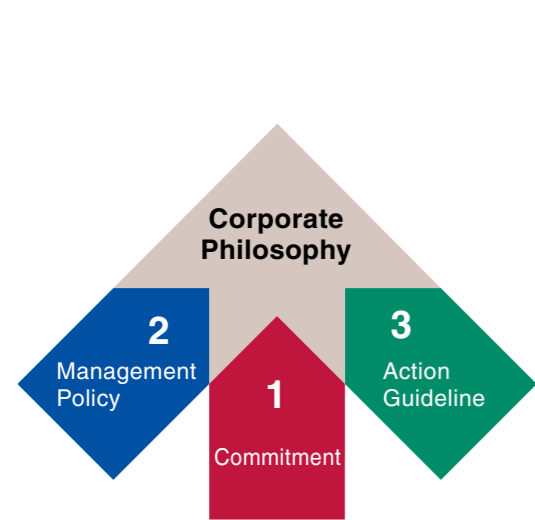 Corporate
Philosophy
2
Management
Policy
1
Commitment
3
Action
Guideline